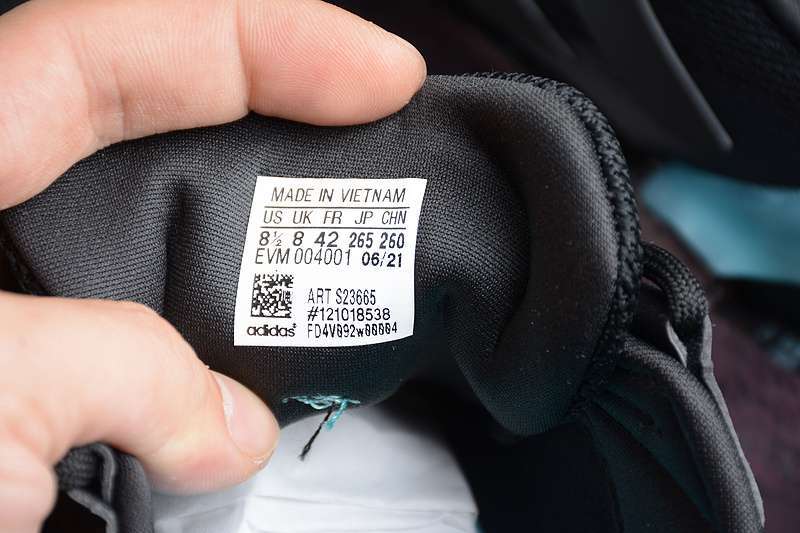 MADE IN VIETNAM
US UK FR JP CHN
8½ 8 42 265 260
EVM 004001 06/21
ART S23665
#121018538
adidas® FD4V092w00004